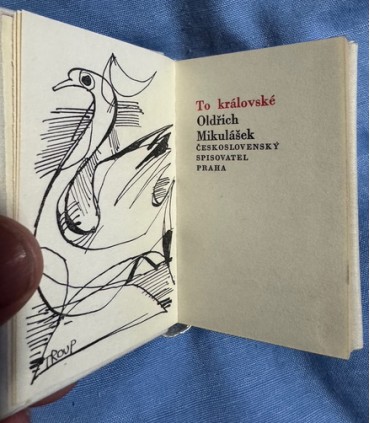 TROUP
To královské
Oldřich
Mikulášek
ČESKOSLOVENSKÝ
SPISOVATEL
PRAHA